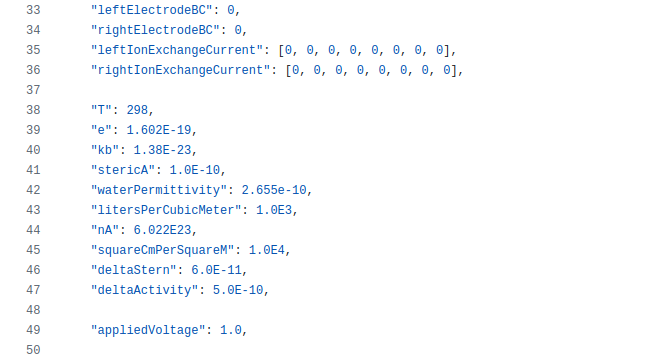 33 "leftElectrodeBC": 0,
34 "rightElectrodeBC": 0,
35 "leftIonExchangeCurrent": [0, 0, 0, 0, 0, 0, 0, 0],
36 "rightIonExchangeCurrent": [0, 0, 0, 0, 0, 0, 0, 0],
37
38 "T": 298,
39 "e": 1.602E-19,
40 "kb": 1.38E-23,
41 "stericA": 1.0E-10,
42 "waterPermittivity": 2.655e-10,
43 "litersPerCubicMeter": 1.0E3,
44 "nA": 6.022E23,
45 "squareCmPerSquareM": 1.0E4,
46 "deltaStern": 6.0E-11,
47 "deltaActivity": 5.0E-10,
48
49 "appliedVoltage": 1.0,
50